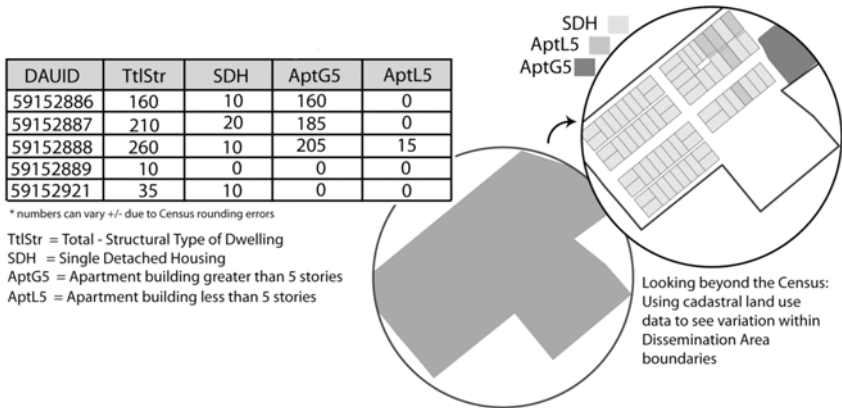 SDH
AptL5
AptG5
DAUID TtlStr SDH AptG5 AptL5
59152886 160 10 160 0
59152887 210 20 185 0
59152888 260 10 205 15
59152889 10 0 0 0
59152921 35 10 0 0
* numbers can vary +/- due to Census rounding errors
TtlStr = Total - Structural Type of Dwelling
SDH = Single Detached Housing
AptG5 = Apartment building greater than 5 stories
AptL5 = Apartment building less than 5 stories
Looking beyond the Census:
Using cadastral land use
data to see variation within
Dissemination Area
boundaries